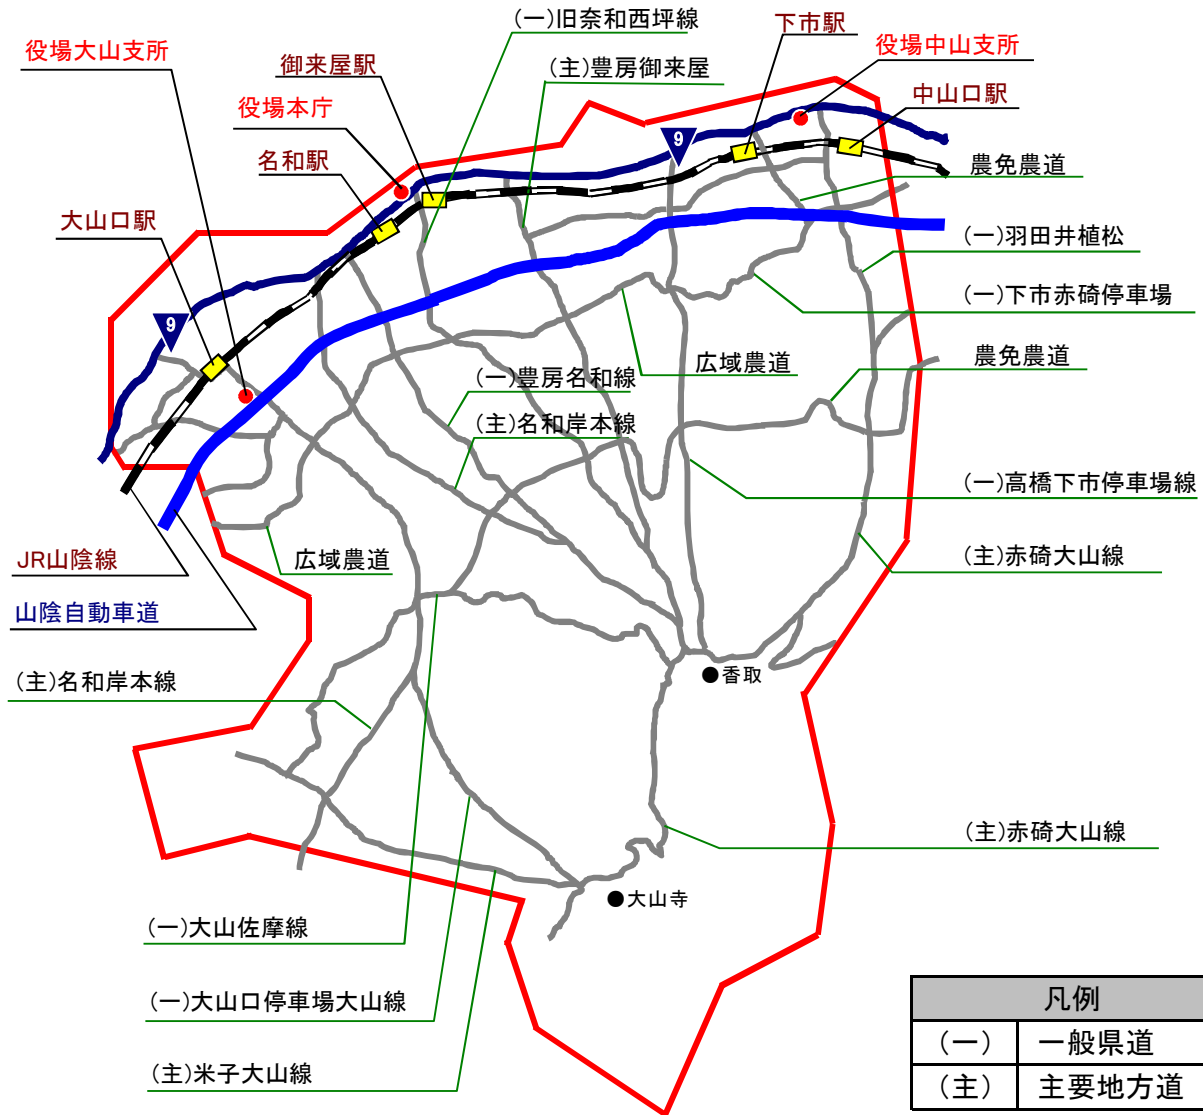 (一)旧奈和西坪線
下市駅
役場大山支所
御来屋駅
(主)豊房御来屋
役場中山支所
役場本庁
中山口駅
名和駅
9
農免農道
大山口駅
(一)羽田井植松
(一)下市赤碕停車場
9
広域農道
農免農道
(一)豊房名和線
(主)名和岸本線
(一)高橋下市停車場線
JR山陰線
広域農道
(主)赤碕大山線
山陰自動車道
(主)名和岸本線
●香取
(主)赤碕大山線
●大山寺
(一)大山佐摩線
(一)大山口停車場大山線
(主)米子大山線
凡例
(一) 一般県道
(主) 主要地方道